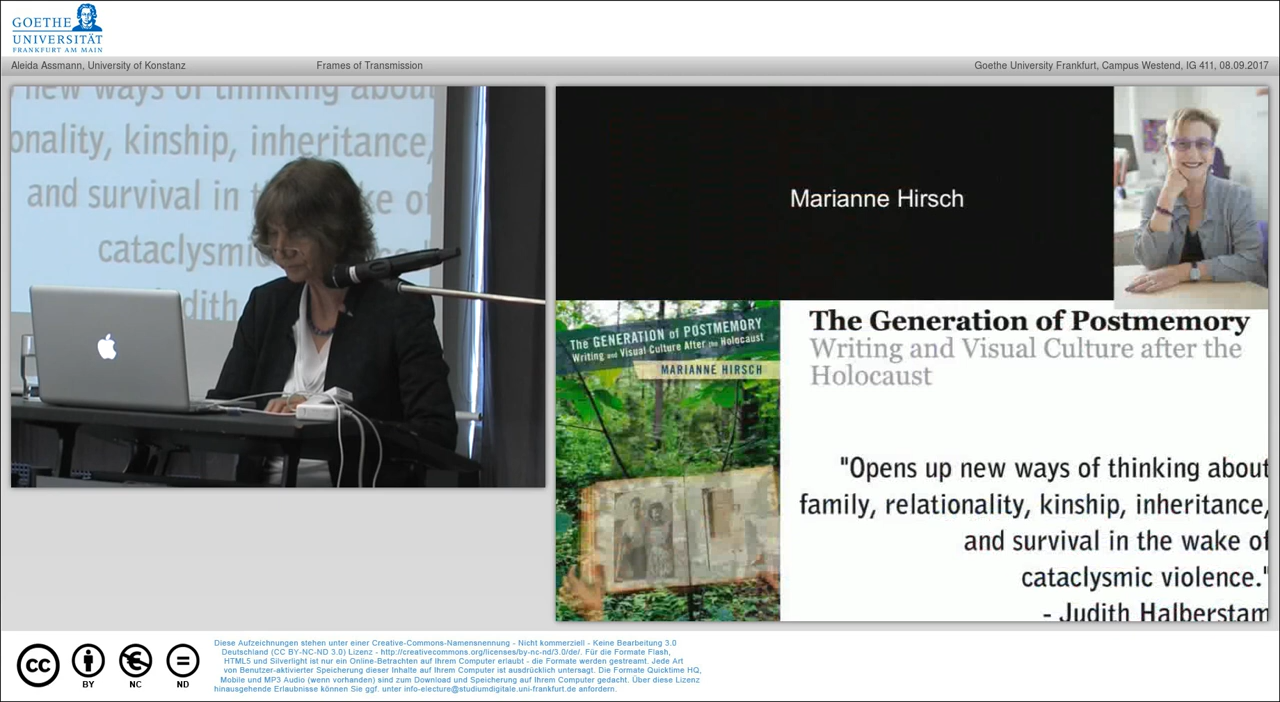 GOETHE
UNIVERSITÄT
FRANKFURT AM MAIN
Aleida Assmann, University of Konstanz
Frames of Transmission
Goethe University Frankfurt, Campus Westend, IG 411, 08.09.2017
new ways of thinking about
onality, kinship, inheritance,
and survival in the wake of
cataclysmic
Judith
Marianne Hirsch
The GENERATION of POSTMEMORY
Writing and Visual Culture After the Holocaust
MARIANNE HIRSCH
The Generation of Postmemory
Writing and Visual Culture after the
Holocaust
"Opens up new ways of thinking about
family, relationality, kinship, inheritance,
and survival in the wake of
cataclysmic violence."
- Judith Halberstam
cc
BY
NC
ND
Diese Aufzeichnungen stehen unter einer Creative-Commons-Namensnennung - Nicht kommerziell - Keine Bearbeitung 3.0
Deutschland (CC BY-NC-ND 3.0) Lizenz - http://creativecommons.org/licenses/by-nc-nd/3.0/de/. Für die Formate Flash,
HTML5 und Silverlight ist nur ein Online-Betrachten auf Ihrem Computer erlaubt - die Formate werden gestreamt. Jede Art
von Benutzer-aktivierter Speicherung dieser Inhalte auf Ihrem Computer ist ausdrücklich untersagt. Die Formate Quicktime HQ,
Mobile und MP3 Audio (wenn vorhanden) sind zum Download und Speicherung auf Ihrem Computer gedacht. Über diese Lizenz
hinausgehende Erlaubnisse können Sie ggf. unter info-electure@studiumdigitale.uni-frankfurt.de anfordern.